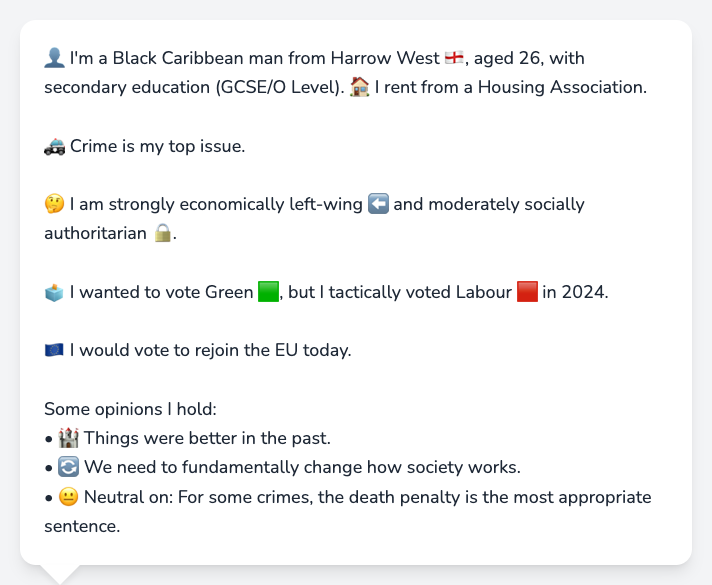 👤 I'm a Black Caribbean man from Harrow West 🏴󠁧󠁢󠁥󠁮󠁧󠁿, aged 26, with
secondary education (GCSE/O Level). 🏠 I rent from a Housing Association.
🚓 Crime is my top issue.
🤔 I am strongly economically left-wing ⬅️ and moderately socially
authoritarian 🔒.
🗳️ I wanted to vote Green 🟩, but I tactically voted Labour 🟥 in 2024.
🇪🇺 I would vote to rejoin the EU today.
Some opinions I hold:
• 🏰 Things were better in the past.
• 🔄 We need to fundamentally change how society works.
• 😐 Neutral on: For some crimes, the death penalty is the most appropriate
sentence.